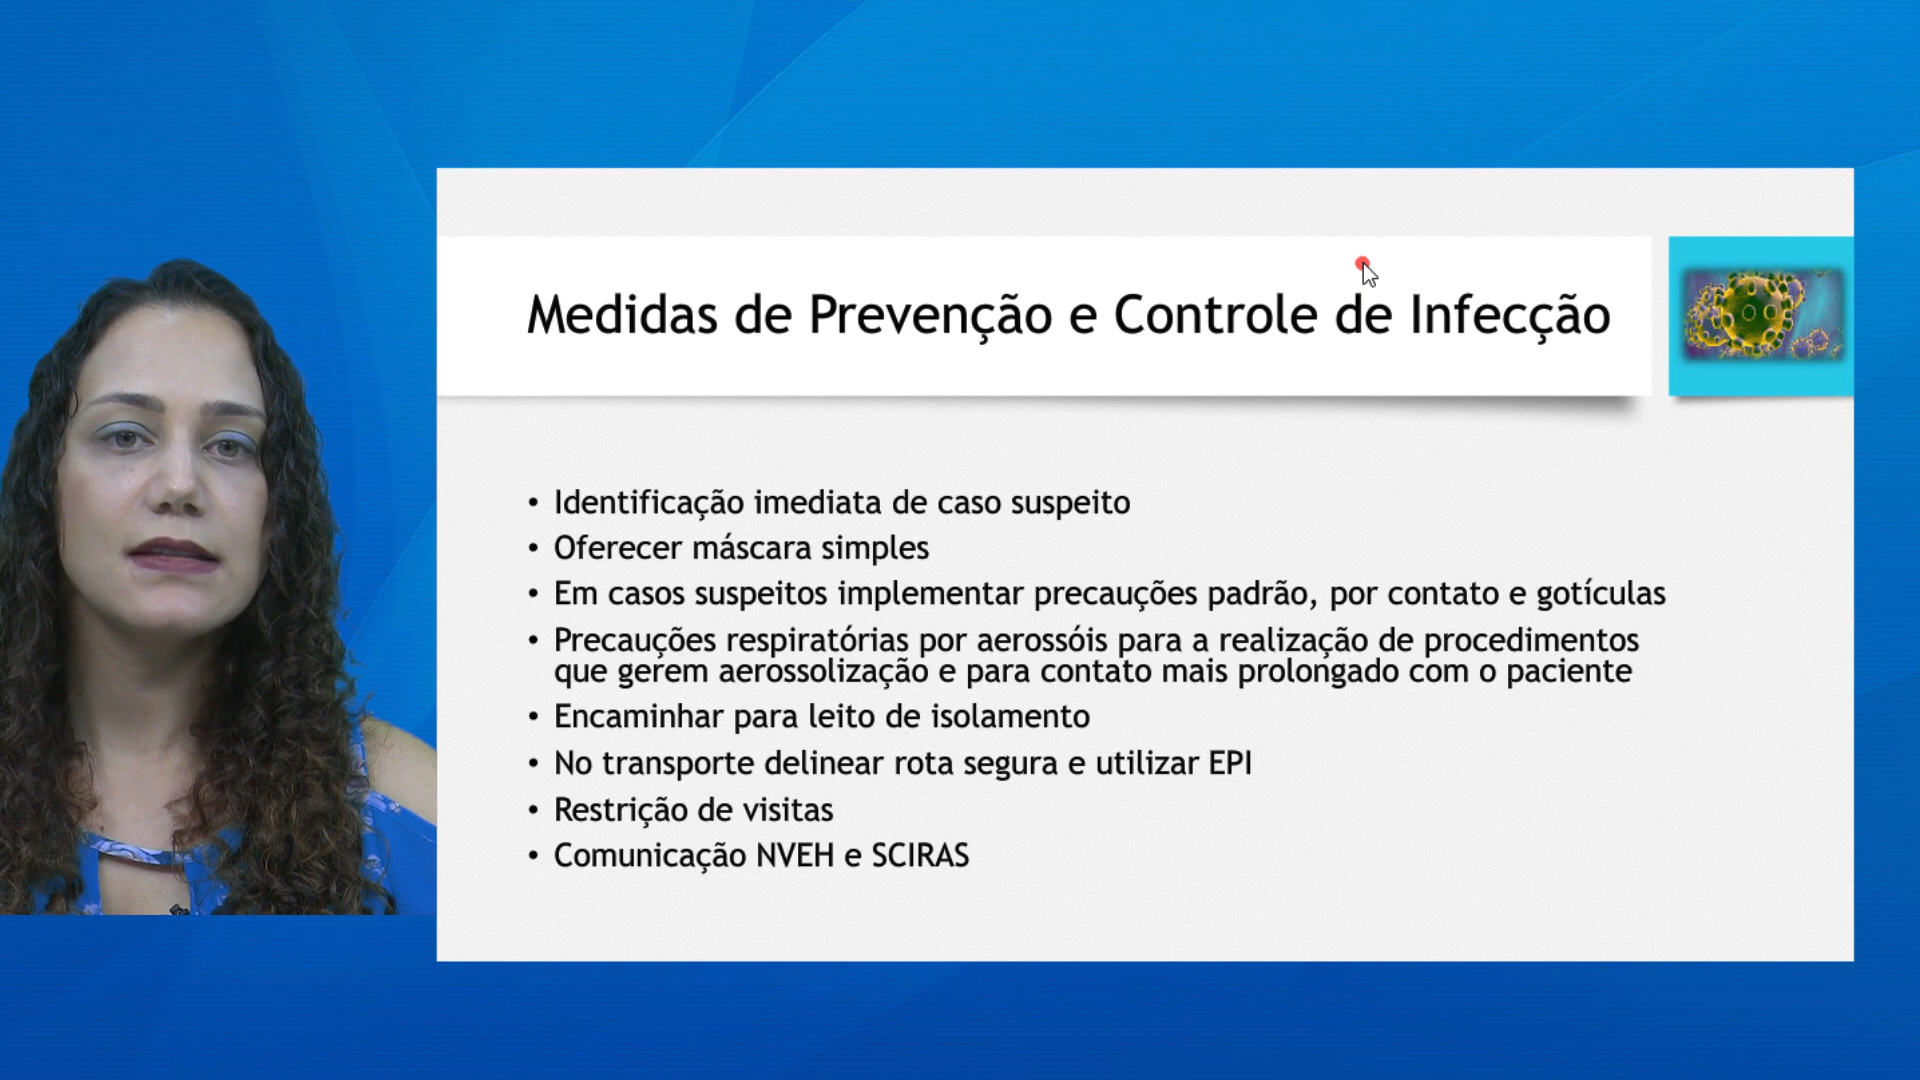 Medidas de Prevenção e Controle de Infecção
• Identificação imediata de caso suspeito
• Oferecer máscara simples
• Em casos suspeitos implementar precauções padrão, por contato e gotículas
• Precauções respiratórias por aerossóis para a realização de procedimentos
que gerem aerossolização e para contato mais prolongado com o paciente
• Encaminhar para leito de isolamento
• No transporte delinear rota segura e utilizar EPI
• Restrição de visitas
• Comunicação NVEH e SCIRAS